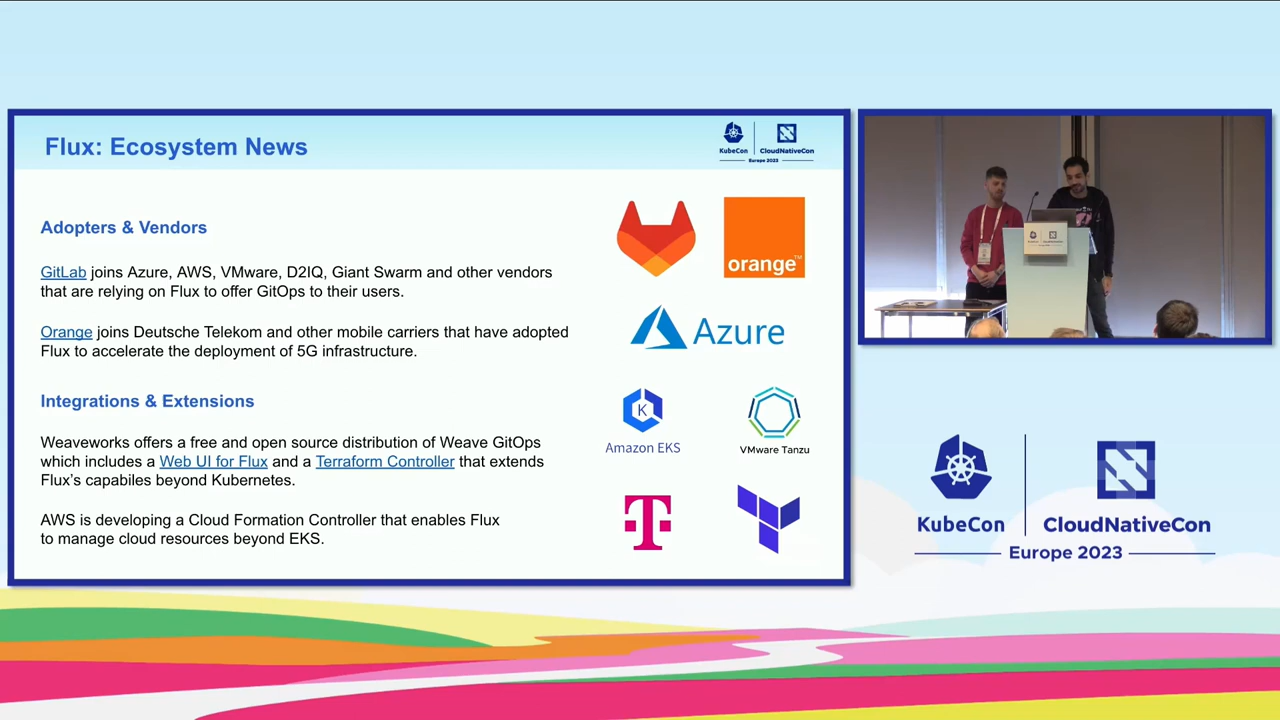 Flux: Ecosystem News
KubeCon
CloudNativeCon
Europe 2023
Adopters & Vendors
GitLab joins Azure, AWS, VMware, D2IQ, Giant Swarm and other vendors
that are relying on Flux to offer GitOps to their users.
Orange joins Deutsche Telekom and other mobile carriers that have adopted
Flux to accelerate the deployment of 5G infrastructure.
Integrations & Extensions
Weaveworks offers a free and open source distribution of Weave GitOps
which includes a Web UI for Flux and a Terraform Controller that extends
Flux's capabiles beyond Kubernetes.
AWS is developing a Cloud Formation Controller that enables Flux
to manage cloud resources beyond EKS.
orange™
Azure
K
Amazon EKS
VMware Tanzu
T
KubeCon
CloudNativeCon
Europe 2023